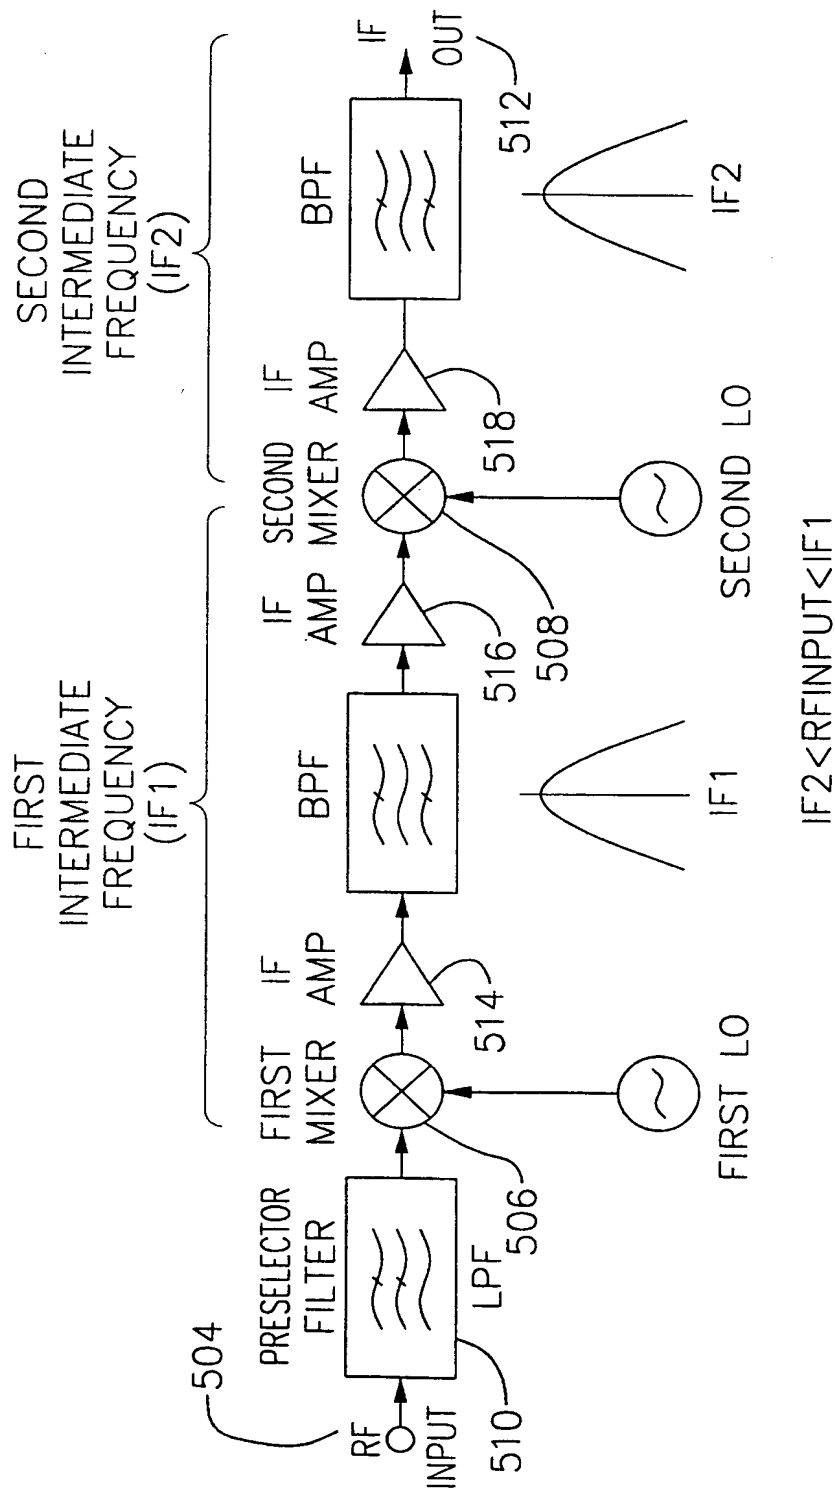 FIRST
INTERMEDIATE
FREQUENCY
(IF1)
SECOND
INTERMEDIATE
FREQUENCY
(IF2)
504
PRESELECTOR
FILTER
FIRST
MIXER
IF
AMP
BPF
IF
AMP
SECOND
MIXER
IF
AMP
BPF
RF
INPUT
IF
OUT
510
LPF
506
514
516
508
518
512
FIRST LO
IF1
SECOND LO
IF2
IF2<RFINPUT<IF1